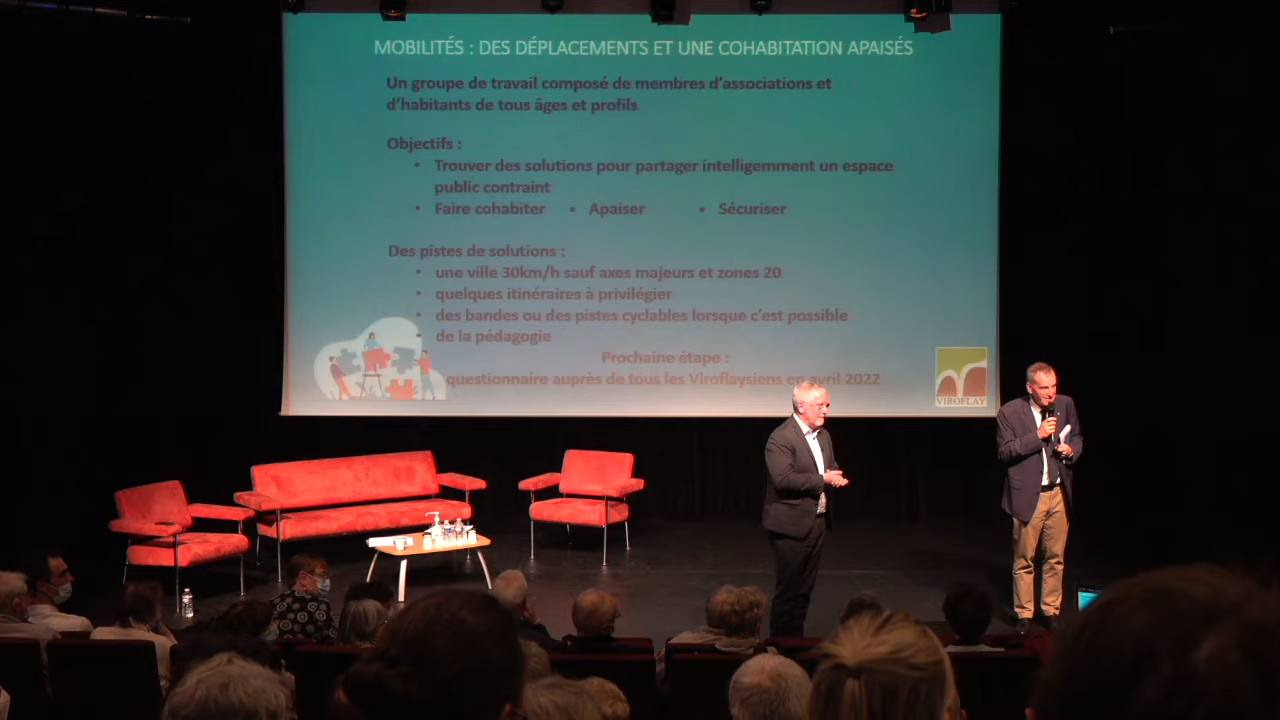 MOBILITÉS : DES DÉPLACEMENTS ET UNE COHABITATION APAISÉS
Un groupe de travail composé de membres d'associations et
d'habitants de tous âges et profils
Objectifs :
• Trouver des solutions pour partager intelligemment un espace
public contraint
• Faire cohabiter • Apaiser • Sécuriser
Des pistes de solutions :
• une ville 30km/h sauf axes majeurs et zones 20
• quelques itinéraires à privilégier
• des bandes ou des pistes cyclables lorsque c'est possible
• de la pédagogie
Prochaine étape :
questionnaire auprès de tous les Viroflaysiens en avril 2022
VIROFLAY